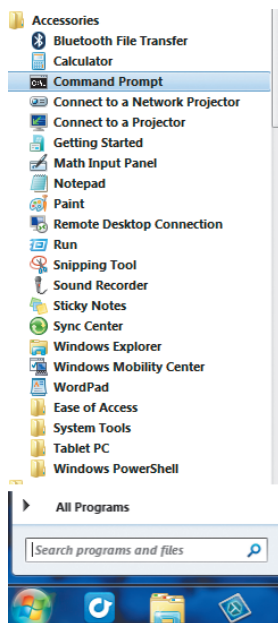 Accessories
Bluetooth File Transfer
Calculator
Command Prompt
Connect to a Network Projector
Connect to a Projector
Getting Started
Math Input Panel
Notepad
Paint
Remote Desktop Connection
Run
Snipping Tool
Sound Recorder
Sticky Notes
Sync Center
Windows Explorer
Windows Mobility Center
WordPad
Ease of Access
System Tools
Tablet PC
Windows PowerShell
All Programs
Search programs and files